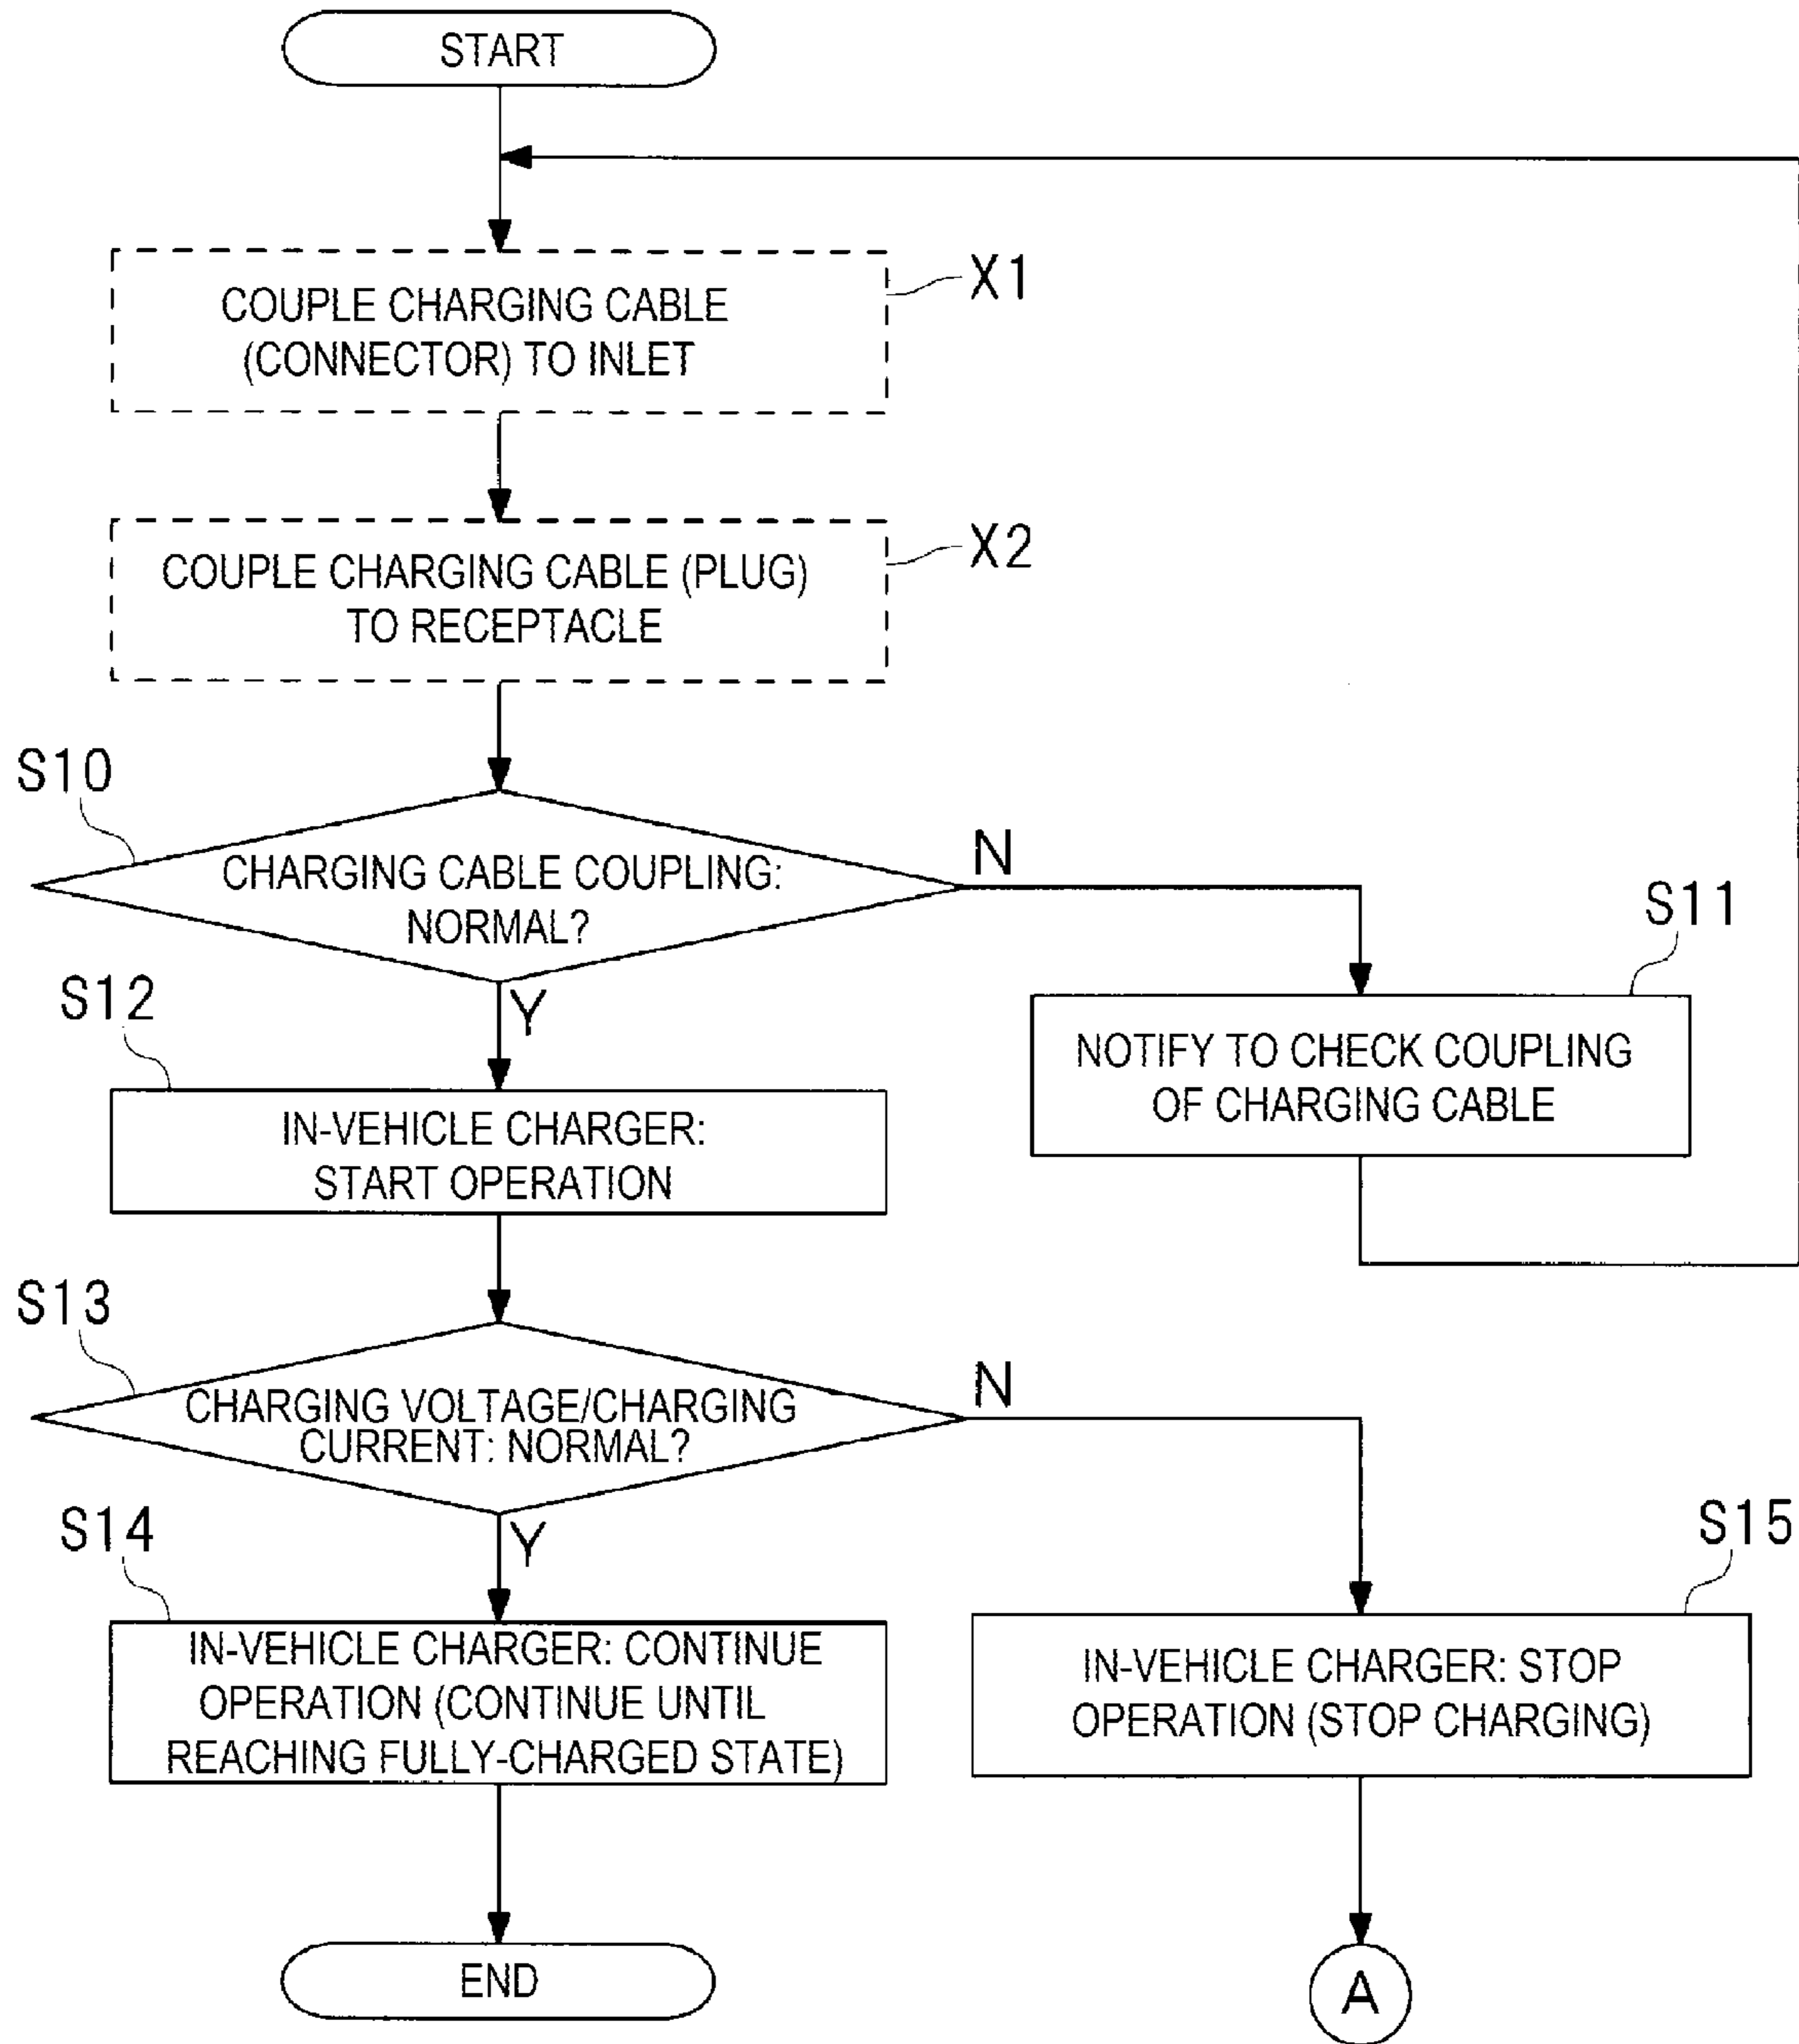 START
COUPLE CHARGING CABLE
(CONNECTOR) TO INLET
X1
COUPLE CHARGING CABLE (PLUG)
TO RECEPTACLE
X2
S10
CHARGING CABLE COUPLING:
NORMAL?
N
Y
S11
NOTIFY TO CHECK COUPLING
OF CHARGING CABLE
S12
IN-VEHICLE CHARGER:
START OPERATION
S13
CHARGING VOLTAGE/CHARGING
CURRENT: NORMAL?
N
Y
S14
IN-VEHICLE CHARGER: CONTINUE
OPERATION (CONTINUE UNTIL
REACHING FULLY-CHARGED STATE)
S15
IN-VEHICLE CHARGER: STOP
OPERATION (STOP CHARGING)
END
A